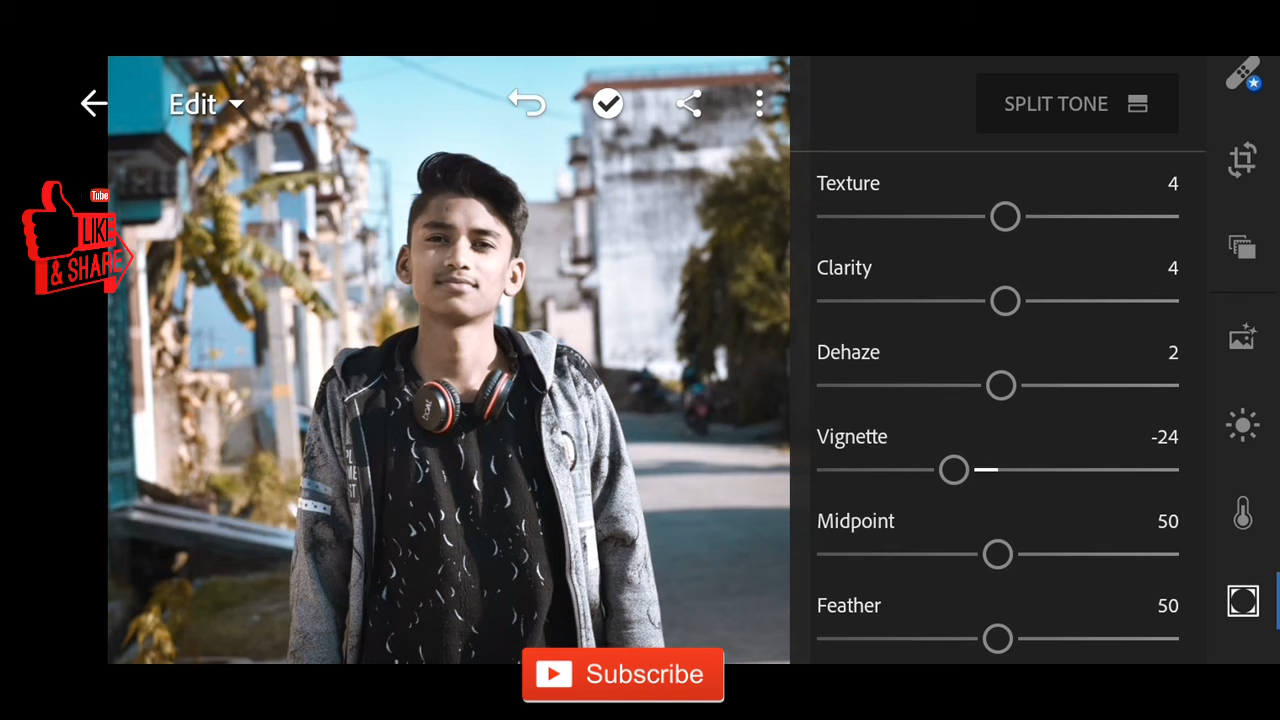 Edit
SPLIT TONE
Texture 4
Tube
LIKE
& SHARE
Clarity 4
Dehaze 2
boAt
Vignette -24
Midpoint 50
Feather 50
Subscribe